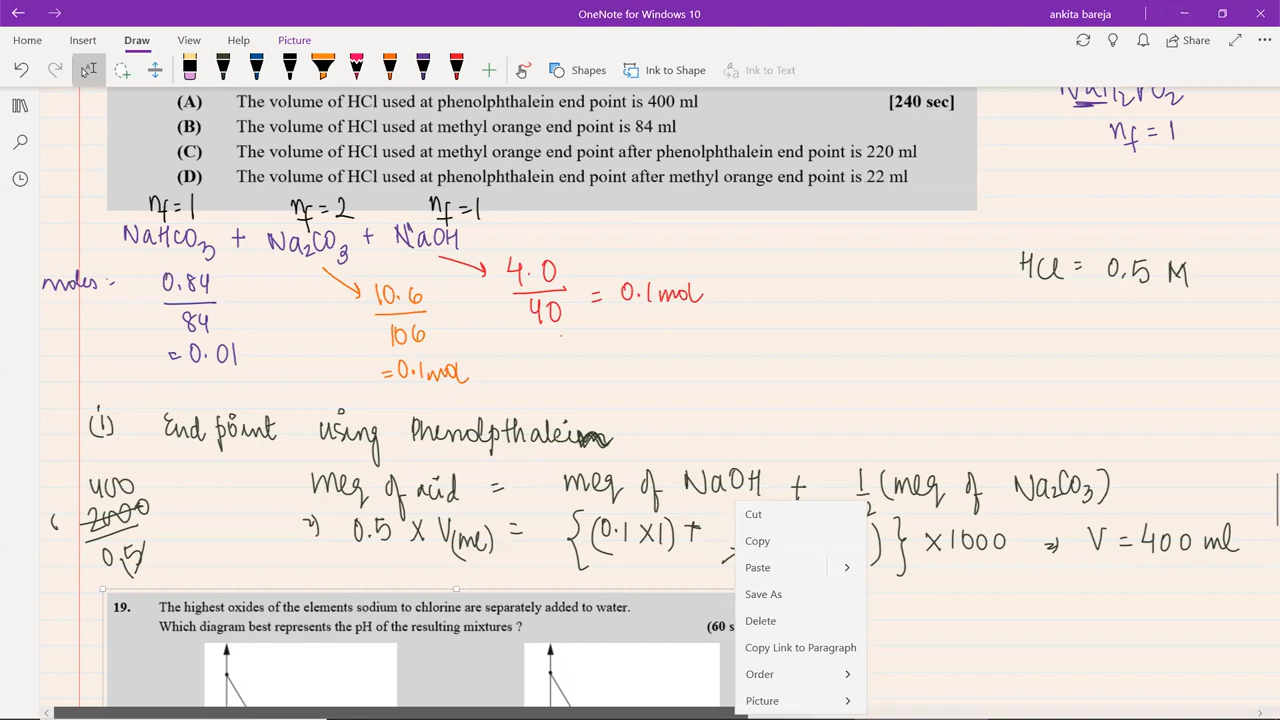 OneNote for Windows 10
ankita bareja
Home Insert Draw View Help Picture
Share
Shapes
Ink to Shape
Ink to Text
(A) The volume of HCl used at phenolphthalein end point is 400 ml [240 sec]
(B) The volume of HCl used at methyl orange end point is 84 ml
(C) The volume of HCl used at methyl orange end point after phenolphthalein end point is 220 ml
(D) The volume of HCl used at phenolphthalein end point after methyl orange end point is 22 ml
nf = 1
nf = 1 nf = 2 nf = 1
NaHCO3 + Na2CO3 + NaOH
HCl = 0.5 M
moles :- 0.84 / 84 = 0.01
10.6 / 106 = 0.1 mol
4.0 / 40 = 0.1 mol
(i) End point using Phenolpthalein
meq of acid = meq of NaOH + 1/2 (meq of Na2CO3)
⇒ 0.5 × V(ml) = {(0.1 × 1) + ) } × 1000 ⇒ V = 400 ml
400
2000
0.5
Cut
Copy
Paste
Save As
Delete
Copy Link to Paragraph
Order
Picture
19. The highest oxides of the elements sodium to chlorine are separately added to water.
Which diagram best represents the pH of the resulting mixtures ? (60 s